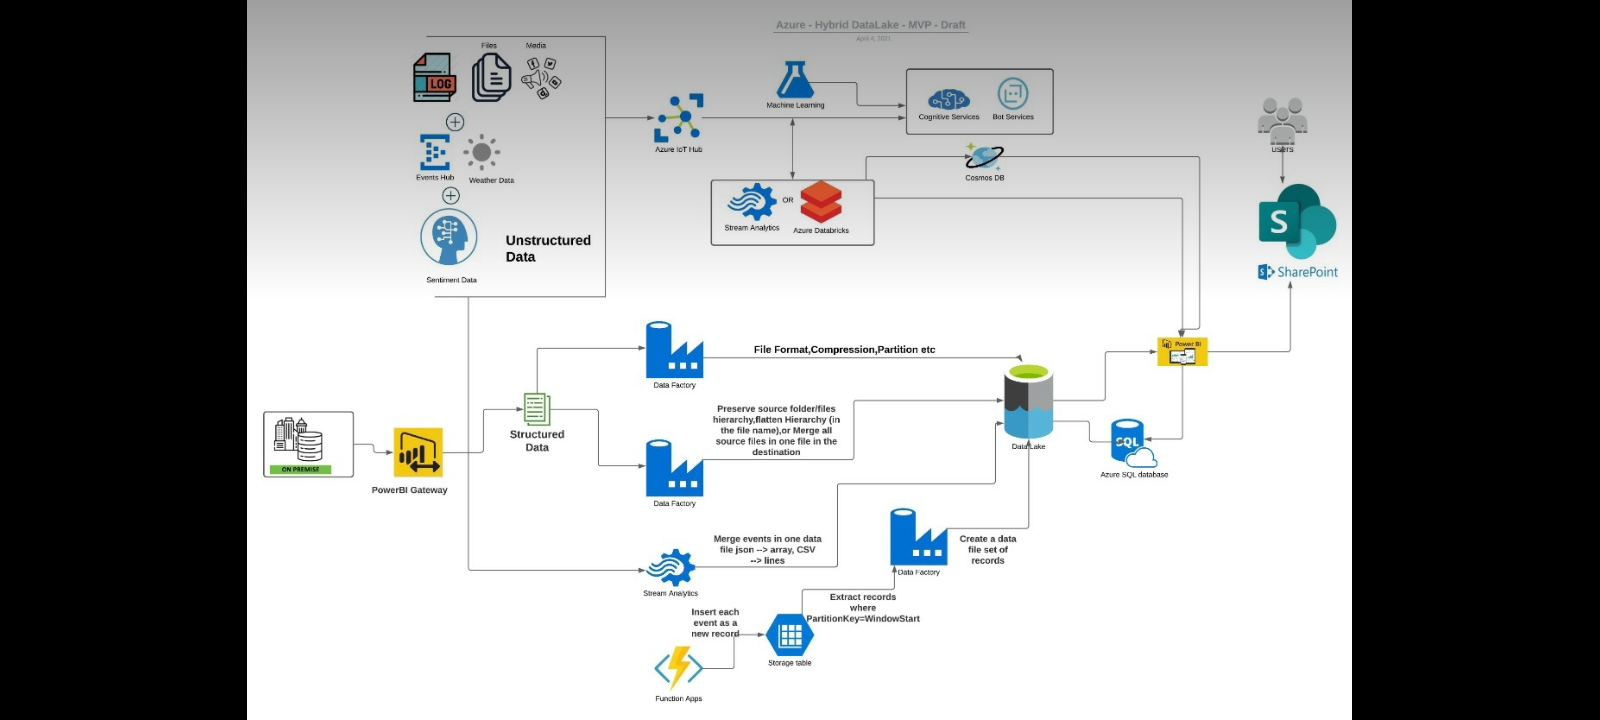 Azure - Hybrid DataLake - MVP - Draft
April 4, 2021
Files
Media
LOG
Events Hub
Weather Data
Sentiment Data
Unstructured
Data
Azure IoT Hub
Machine Learning
Cognitive Services
Bot Services
Cosmos DB
Stream Analytics
OR
Azure Databricks
users
S
S
SharePoint
Power BI
ON PREMISE
PowerBI Gateway
Structured
Data
Data Factory
File Format,Compression,Partition etc
Data Factory
Preserve source folder/files
hierarchy,flatten Hierarchy (in
the file name),or Merge all
source files in one file in the
destination
Data Lake
SQL
Azure SQL database
Stream Analytics
Merge events in one data
file json --> array, CSV
--> lines
Data Factory
Create a data
file set of
records
Extract records
where
PartitionKey=WindowStart
Insert each
event as a
new record
Storage table
Function Apps